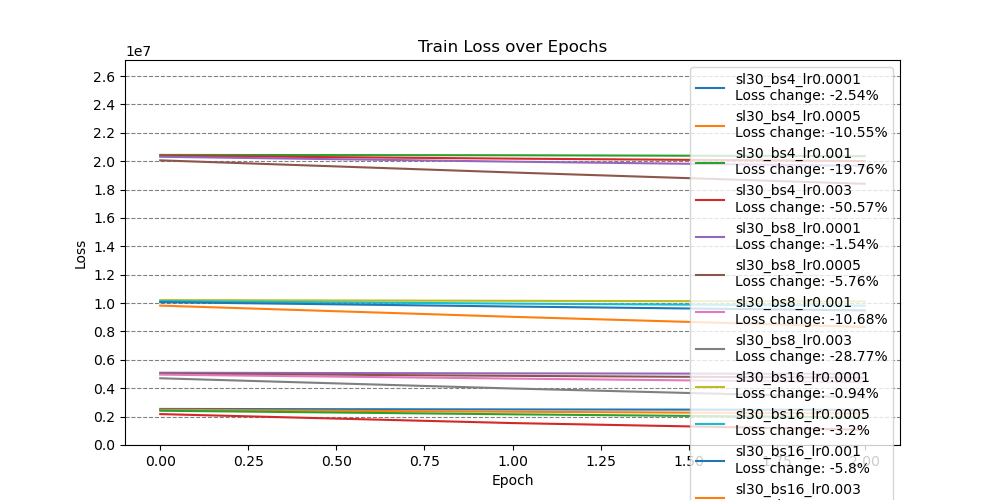 Train Loss over Epochs
1e7
2.6
2.4
2.2
2.0
1.8
1.6
1.4
1.2
1.0
0.8
0.6
0.4
0.2
0.0
Loss
0.00
0.25
0.50
0.75
1.00
1.25
1.50
1.75
2.00
Epoch
sl30_bs4_lr0.0001
Loss change: -2.54%
sl30_bs4_lr0.0005
Loss change: -10.55%
sl30_bs4_lr0.001
Loss change: -19.76%
sl30_bs4_lr0.003
Loss change: -50.57%
sl30_bs8_lr0.0001
Loss change: -1.54%
sl30_bs8_lr0.0005
Loss change: -5.76%
sl30_bs8_lr0.001
Loss change: -10.68%
sl30_bs8_lr0.003
Loss change: -28.77%
sl30_bs16_lr0.0001
Loss change: -0.94%
sl30_bs16_lr0.0005
Loss change: -3.2%
sl30_bs16_lr0.001
Loss change: -5.8%
sl30_bs16_lr0.003